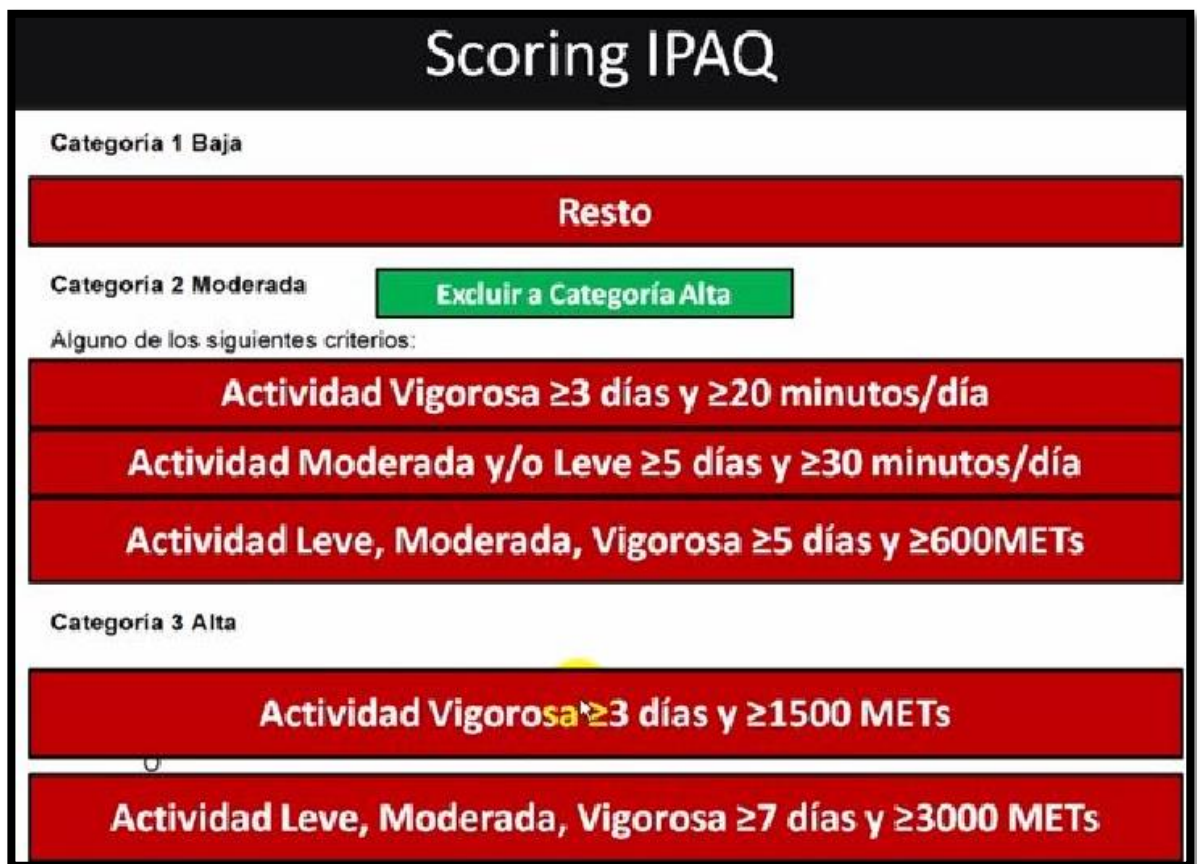 Scoring IPAQ
Categoría 1 Baja
Resto
Categoría 2 Moderada
Excluir a Categoría Alta
Alguno de los siguientes criterios:
Actividad Vigorosa ≥3 días y ≥20 minutos/día
Actividad Moderada y/o Leve ≥5 días y ≥30 minutos/día
Actividad Leve, Moderada, Vigorosa ≥5 días y ≥600METs
Categoría 3 Alta
Actividad Vigorosa ≥3 días y ≥1500 METs
Actividad Leve, Moderada, Vigorosa ≥7 días y ≥3000 METs